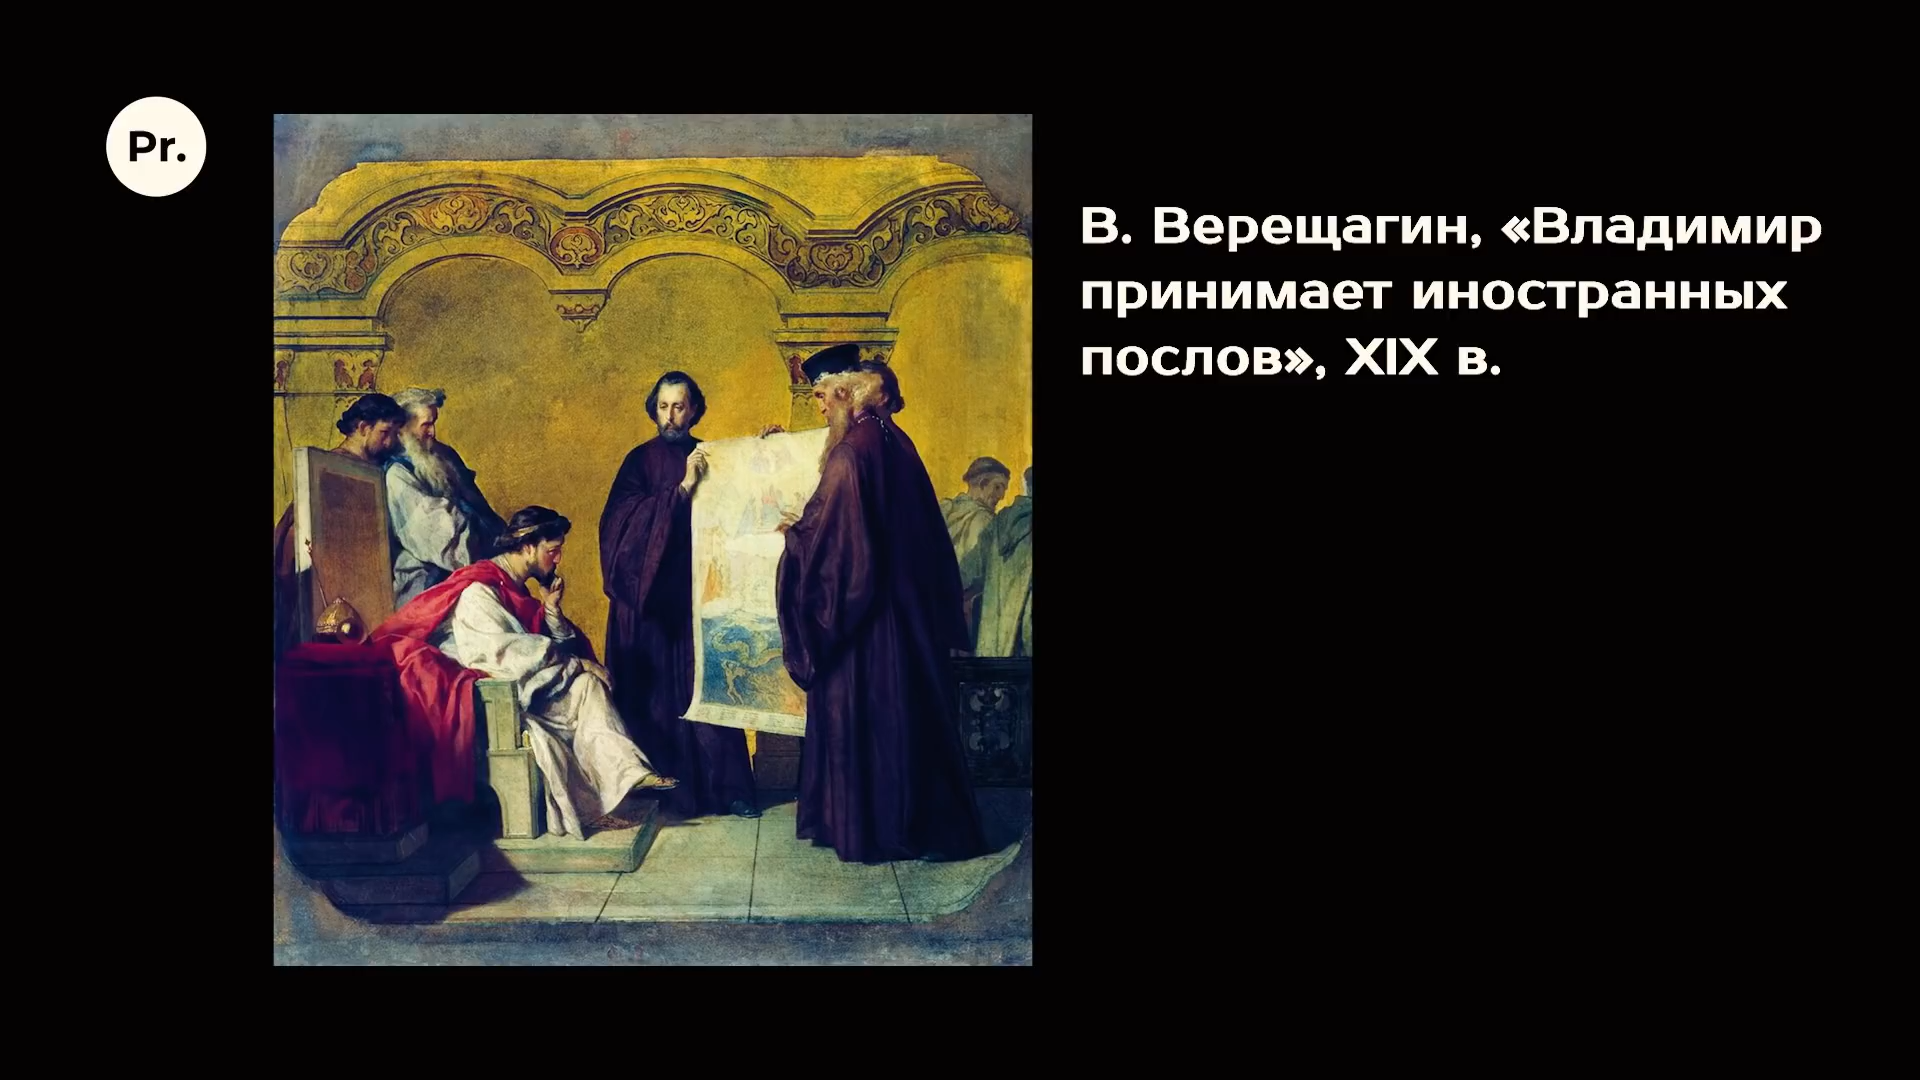 Pr.
В. Верещагин, «Владимир
принимает иностранных
послов», XIX в.